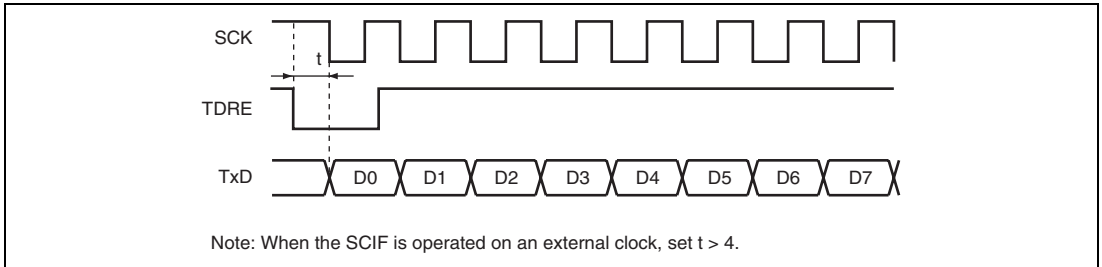 SCK
t
TDRE
TxD D0 D1 D2 D3 D4 D5 D6 D7
Note: When the SCIF is operated on an external clock, set t > 4.